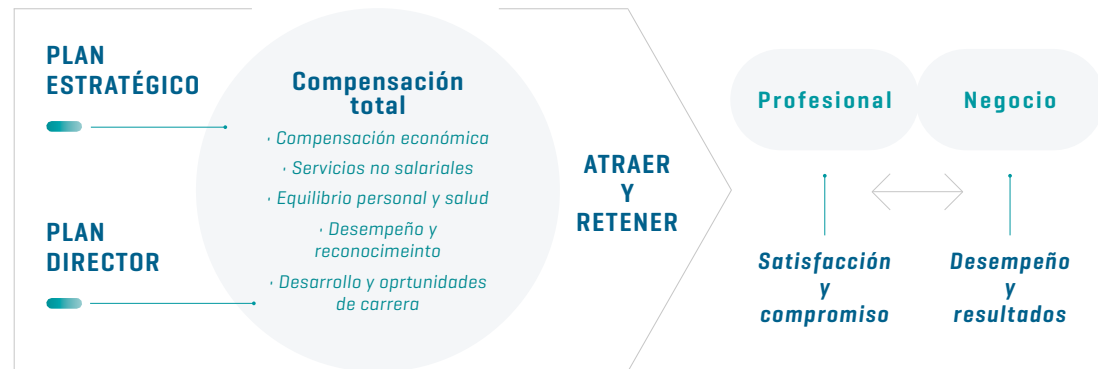 PLAN
ESTRATÉGICO
PLAN
DIRECTOR
Compensación
total
· Compensación económica
· Servicios no salariales
· Equilibrio personal y salud
· Desempeño y
reconocimeinto
· Desarrollo y oprtunidades
de carrera
ATRAER
Y
RETENER
Profesional
Negocio
Satisfacción
y
compromiso
Desempeño
y
resultados